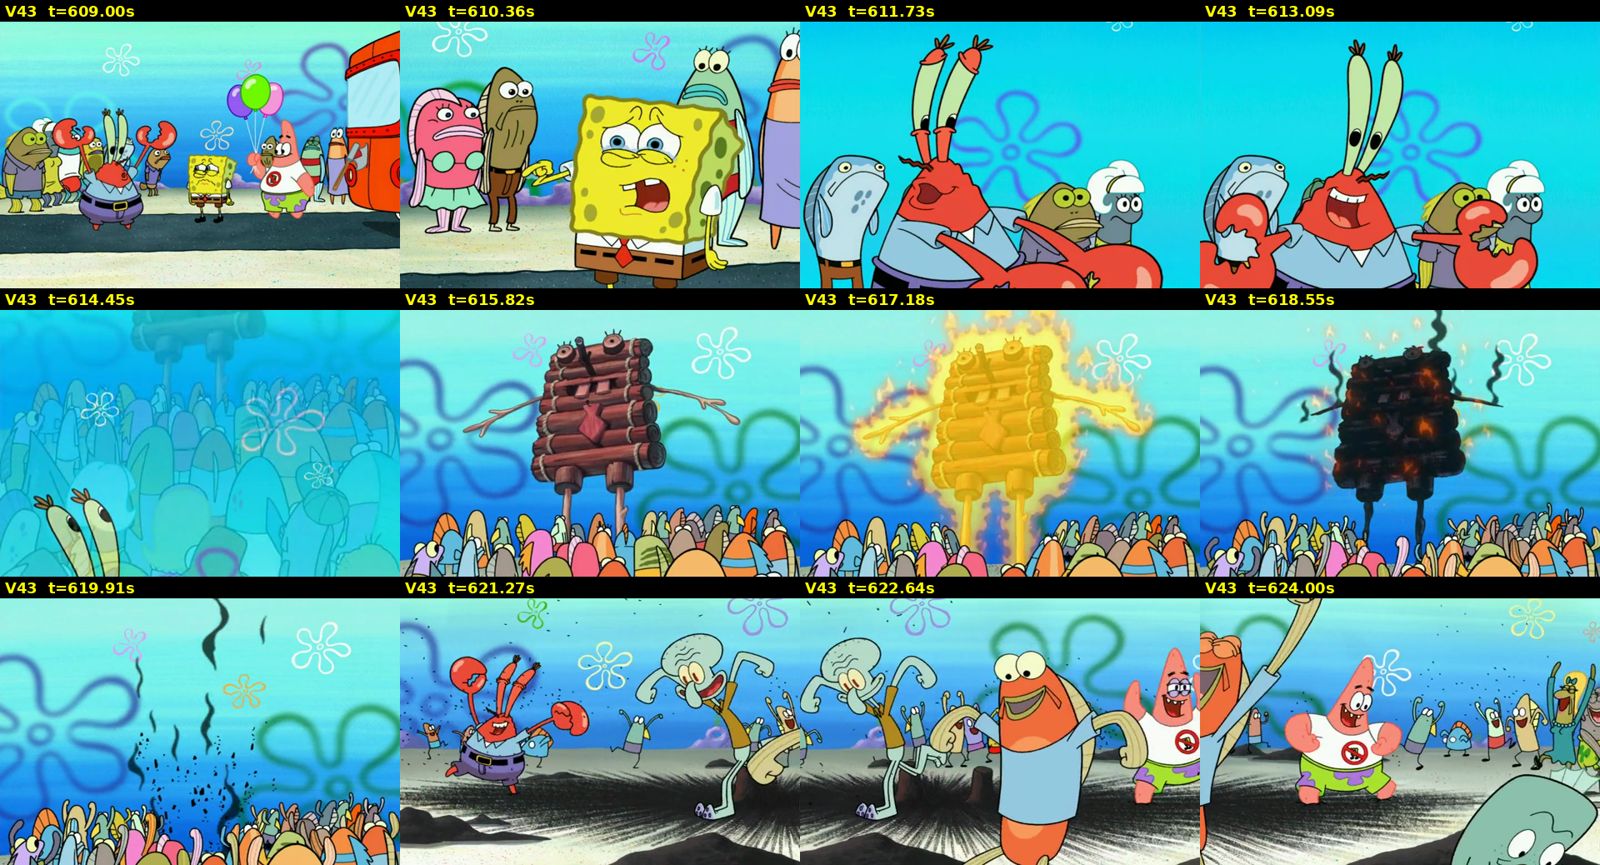 V43 t=609.00s
V43 t=610.36s
V43 t=611.73s
V43 t=613.09s
V43 t=614.45s
V43 t=615.82s
V43 t=617.18s
V43 t=618.55s
V43 t=619.91s
V43 t=621.27s
V43 t=622.64s
V43 t=624.00s